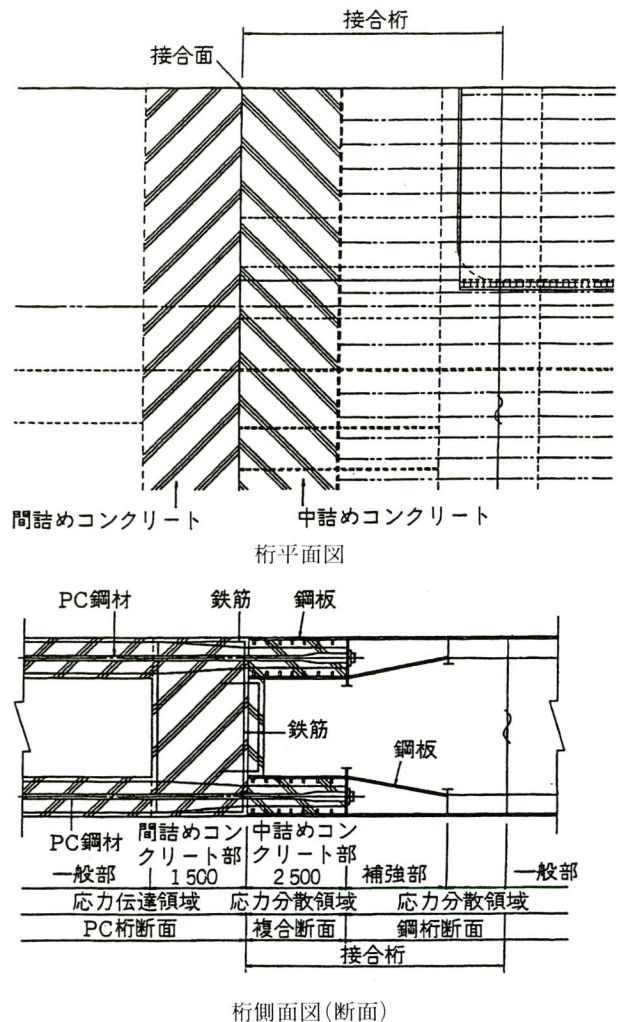 接合桁
接合面
間詰めコンクリート
中詰めコンクリート
桁平面図
PC鋼材
鉄筋
鋼板
鉄筋
鋼板
PC鋼材
間詰めコン
クリート部
1500
中詰めコン
クリート部
2500
一般部
補強部
一般部
応力伝達領域
応力分散領域
応力分散領域
PC桁断面
複合断面
鋼桁断面
接合桁
桁側面図(断面)